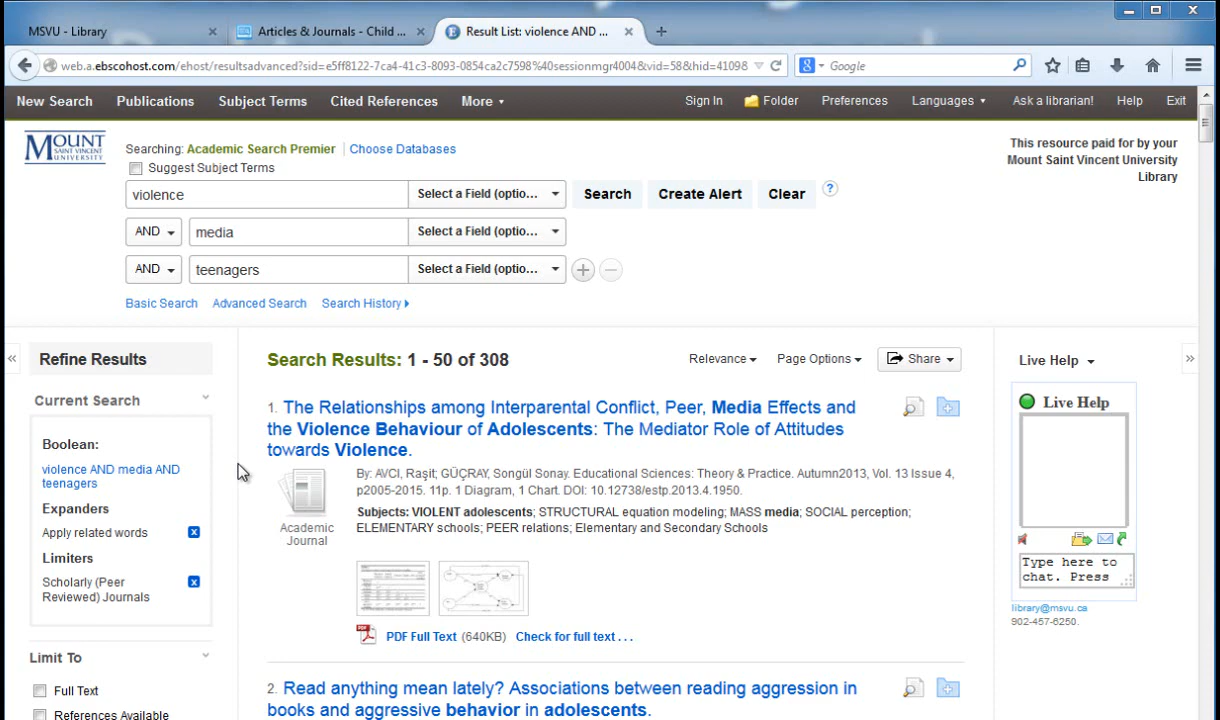 MSVU - Library
Articles & Journals - Child ...
Result List: violence AND ...
web.a.ebscohost.com/ehost/resultsadvanced?sid=e5ff8122-7ca4-41c3-8093-0854ca2c7598%40sessionmgr4004&vid=58&hid=41098
Google
New Search Publications Subject Terms Cited References More
Sign In Folder Preferences Languages Ask a librarian! Help Exit
MOUNT
SAINT VINCENT
UNIVERSITY
Searching: Academic Search Premier Choose Databases
Suggest Subject Terms
violence Select a Field (optio... Search Create Alert Clear ?
AND media Select a Field (optio...
AND teenagers Select a Field (optio...
Basic Search Advanced Search Search History
This resource paid for by your
Mount Saint Vincent University
Library
Refine Results
Current Search
Boolean:
violence AND media AND
teenagers
Expanders
Apply related words
Limiters
Scholarly (Peer
Reviewed) Journals
Limit To
Full Text
References Available
Search Results: 1 - 50 of 308
Relevance Page Options Share
1. The Relationships among Interparental Conflict, Peer, Media Effects and
the Violence Behaviour of Adolescents: The Mediator Role of Attitudes
towards Violence.
By: AVCI, Raşit; GÜÇRAY, Songül Sonay. Educational Sciences: Theory & Practice. Autumn2013, Vol. 13 Issue 4,
p2005-2015. 11p. 1 Diagram, 1 Chart. DOI: 10.12738/estp.2013.4.1950.
Academic
Journal
Subjects: VIOLENT adolescents; STRUCTURAL equation modeling; MASS media; SOCIAL perception;
ELEMENTARY schools; PEER relations; Elementary and Secondary Schools
PDF Full Text (640KB) Check for full text . . .
2. Read anything mean lately? Associations between reading aggression in
books and aggressive behavior in adolescents.
Live Help
Live Help
Type here to
chat. Press
library@msvu.ca
902-457-6250.